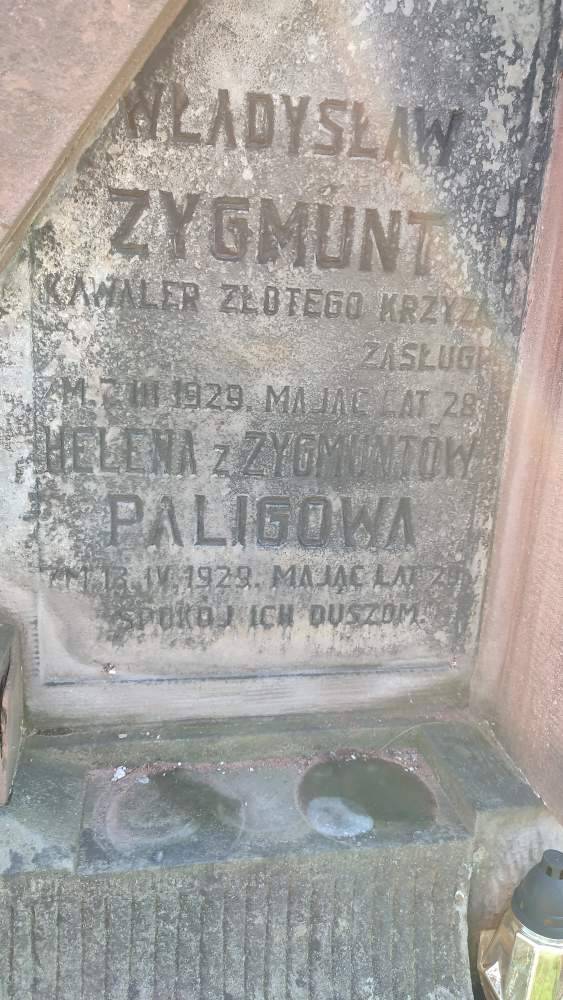 WŁADYSŁAW
ZYGMUNT
KAWALER ZŁOTEGO KRZYŻA
ZASŁUGI
ZM. 7 III 1929. MAJĄC LAT 28
HELENA z ZYGMUNTÓW
PALIGOWA
ZM 13. IV. 1929. MAJĄC LAT
SPOKÓJ ICH DUSZOM.